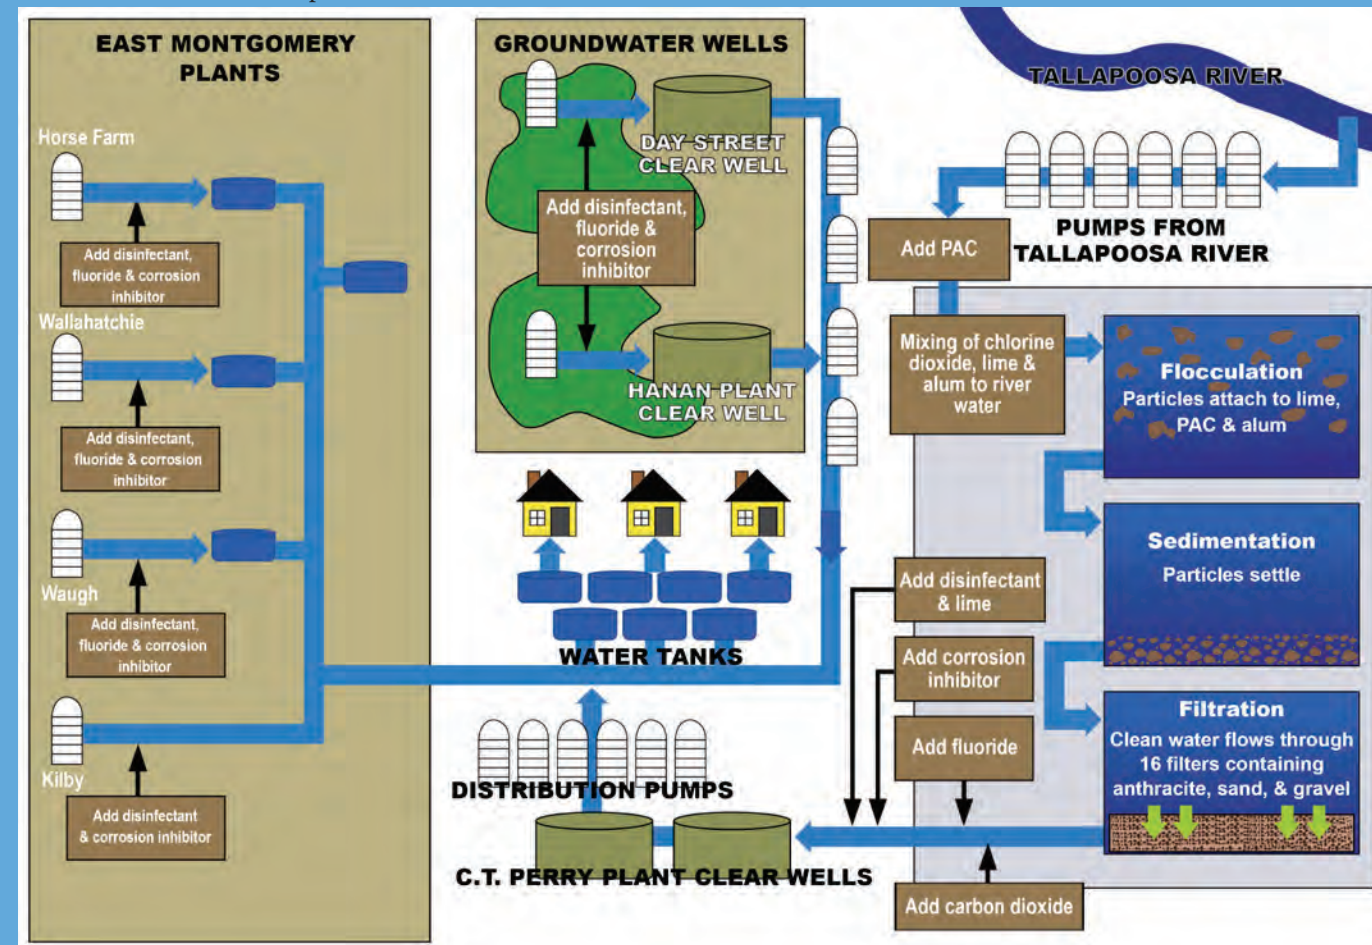 EAST MONTGOMERY
PLANTS
Horse Farm
Add disinfectant,
fluoride & corrosion
inhibitor
Wallahatchie
Add disinfectant,
fluoride & corrosion
inhibitor
Waugh
Add disinfectant,
fluoride & corrosion
inhibitor
Kilby
Add disinfectant
& corrosion inhibitor
GROUNDWATER WELLS
DAY STREET
CLEAR WELL
Add disinfectant,
fluoride &
corrosion
inhibitor
HANAN PLANT
CLEAR WELL
WATER TANKS
DISTRIBUTION PUMPS
C.T. PERRY PLANT CLEAR WELLS
TALLAPOOSA RIVER
PUMPS FROM
TALLAPOOSA RIVER
Add PAC
Mixing of chlorine
dioxide, lime &
alum to river
water
Flocculation
Particles attach to lime,
PAC & alum
Sedimentation
Particles settle
Filtration
Clean water flows through
16 filters containing
anthracite, sand, & gravel
Add disinfectant
& lime
Add corrosion
inhibitor
Add fluoride
Add carbon dioxide